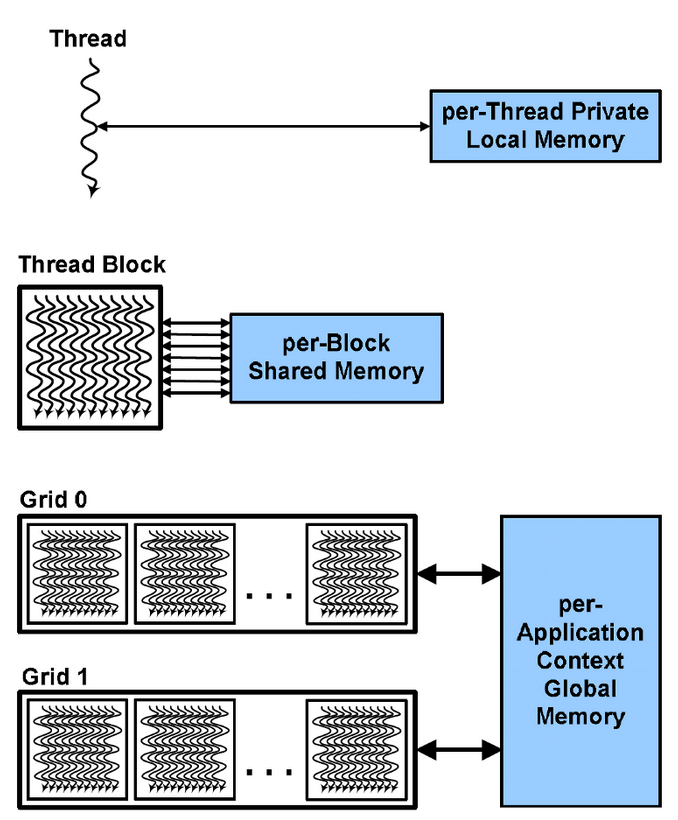 Thread
per-Thread Private
Local Memory
Thread Block
per-Block
Shared Memory
Grid 0
. . .
per-
Application
Context
Global
Memory
Grid 1
. . .